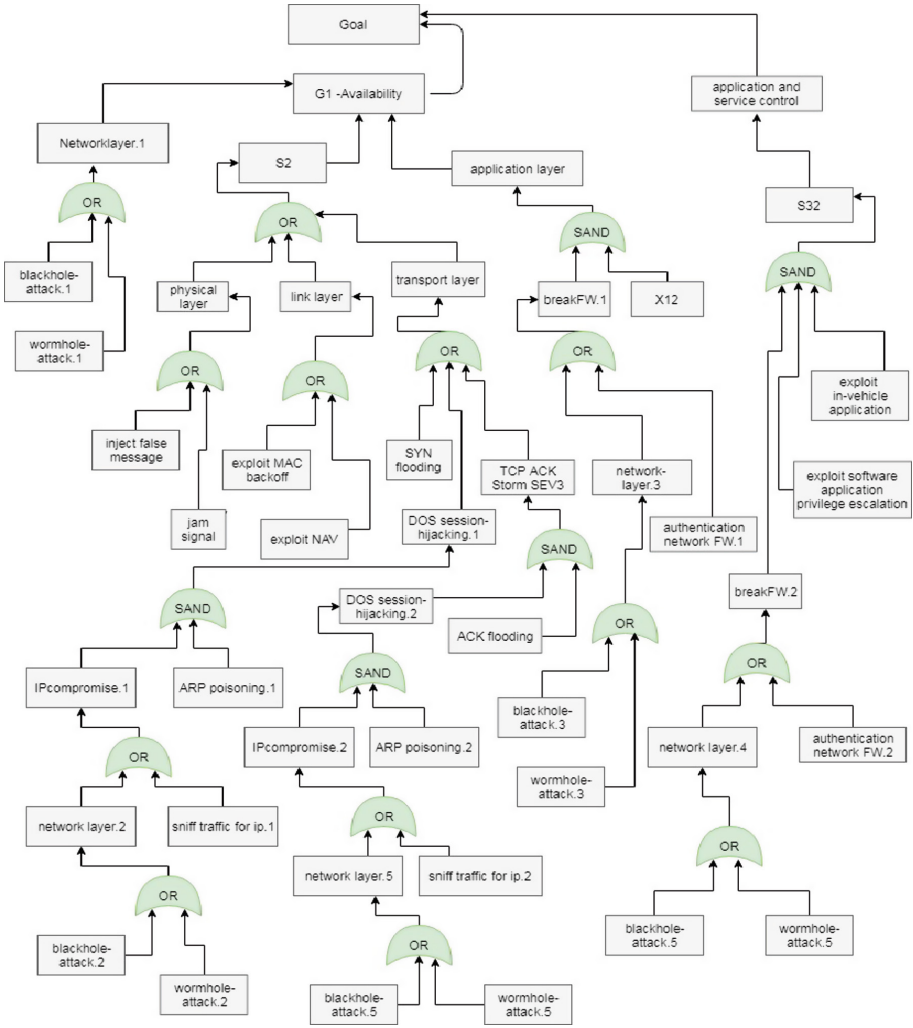 Goal
G1 -Availability
application and
service control
Networklayer.1
S2
application layer
S32
OR
OR
SAND
SAND
blackhole-
attack.1
physical
layer
link layer
transport layer
breakFW.1
X12
wormhole-
attack.1
OR
OR
OR
OR
exploit
in-vehicle
application
inject false
message
exploit MAC
backoff
SYN
flooding
TCP ACK
Storm SEV3
network-
layer.3
exploit software
application
privilege escalation
jam
signal
exploit NAV
DOS session-
hijacking.1
authentication
network FW.1
SAND
SAND
DOS session-
hijacking.2
breakFW.2
ACK flooding
OR
IPcompromise.1
ARP poisoning.1
SAND
OR
blackhole-
attack.3
IPcompromise.2
ARP poisoning.2
network layer.4
authentication
network FW.2
OR
wormhole-
attack.3
network layer.2
sniff traffic for ip.1
OR
OR
network layer.5
sniff traffic for ip.2
OR
blackhole-
attack.5
wormhole-
attack.5
blackhole-
attack.2
wormhole-
attack.2
OR
blackhole-
attack.5
wormhole-
attack.5